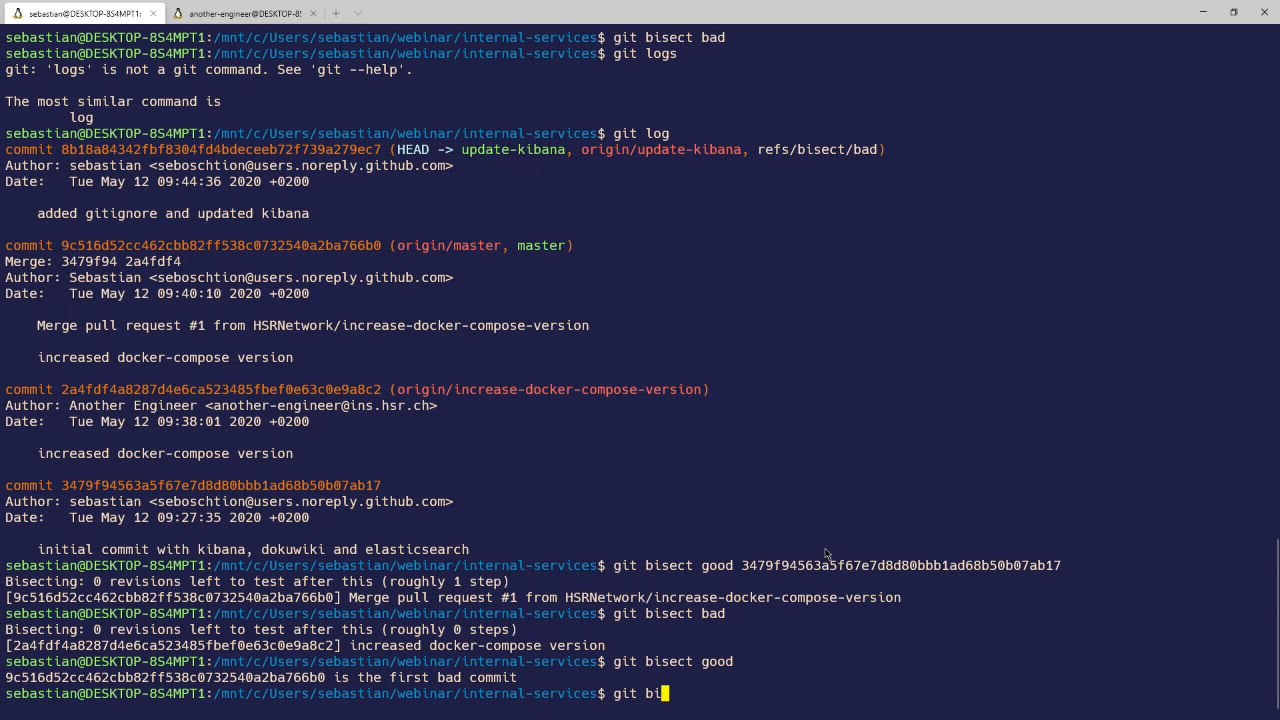 sebastian@DESKTOP-8S4MPT1:
another-engineer@DESKTOP-8S
sebastian@DESKTOP-8S4MPT1:/mnt/c/Users/sebastian/webinar/internal-services$ git bisect bad
sebastian@DESKTOP-8S4MPT1:/mnt/c/Users/sebastian/webinar/internal-services$ git logs
git: 'logs' is not a git command. See 'git --help'.
The most similar command is
log
sebastian@DESKTOP-8S4MPT1:/mnt/c/Users/sebastian/webinar/internal-services$ git log
commit 8b18a84342fbf8304fd4bdeceeb72f739a279ec7 (HEAD -> update-kibana, origin/update-kibana, refs/bisect/bad)
Author: sebastian <seboschtion@users.noreply.github.com>
Date:   Tue May 12 09:44:36 2020 +0200
added gitignore and updated kibana
commit 9c516d52cc462cbb82ff538c0732540a2ba766b0 (origin/master, master)
Merge: 3479f94 2a4fdf4
Author: Sebastian <seboschtion@users.noreply.github.com>
Date:   Tue May 12 09:40:10 2020 +0200
Merge pull request #1 from HSRNetwork/increase-docker-compose-version
increased docker-compose version
commit 2a4fdf4a8287d4e6ca523485fbef0e63c0e9a8c2 (origin/increase-docker-compose-version)
Author: Another Engineer <another-engineer@ins.hsr.ch>
Date:   Tue May 12 09:38:01 2020 +0200
increased docker-compose version
commit 3479f94563a5f67e7d8d80bbb1ad68b50b07ab17
Author: sebastian <seboschtion@users.noreply.github.com>
Date:   Tue May 12 09:27:35 2020 +0200
initial commit with kibana, dokuwiki and elasticsearch
sebastian@DESKTOP-8S4MPT1:/mnt/c/Users/sebastian/webinar/internal-services$ git bisect good 3479f94563a5f67e7d8d80bbb1ad68b50b07ab17
Bisecting: 0 revisions left to test after this (roughly 1 step)
[9c516d52cc462cbb82ff538c0732540a2ba766b0] Merge pull request #1 from HSRNetwork/increase-docker-compose-version
sebastian@DESKTOP-8S4MPT1:/mnt/c/Users/sebastian/webinar/internal-services$ git bisect bad
Bisecting: 0 revisions left to test after this (roughly 0 steps)
[2a4fdf4a8287d4e6ca523485fbef0e63c0e9a8c2] increased docker-compose version
sebastian@DESKTOP-8S4MPT1:/mnt/c/Users/sebastian/webinar/internal-services$ git bisect good
9c516d52cc462cbb82ff538c0732540a2ba766b0 is the first bad commit
sebastian@DESKTOP-8S4MPT1:/mnt/c/Users/sebastian/webinar/internal-services$ git bi